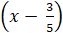 (x − 3/5)